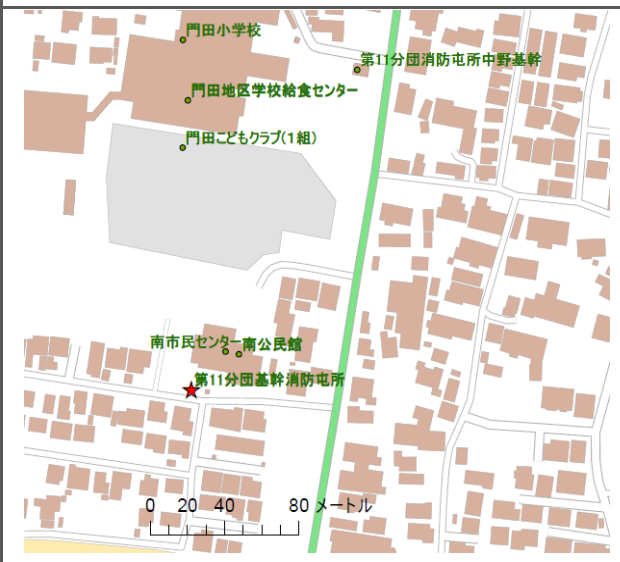 門田小学校
第11分団消防屯所中野基幹
門田地区学校給食センター
門田こどもクラブ(1組)
南市民センター
南公民館
第11分団基幹消防屯所
0 20 40 80 メートル